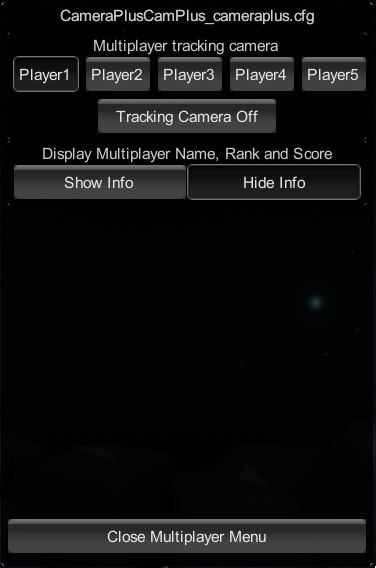 CameraPlusCamPlus_cameraplus.cfg
Multiplayer tracking camera
Player1 Player2 Player3 Player4 Player5
Tracking Camera Off
Display Multiplayer Name, Rank and Score
Show Info Hide Info
Close Multiplayer Menu